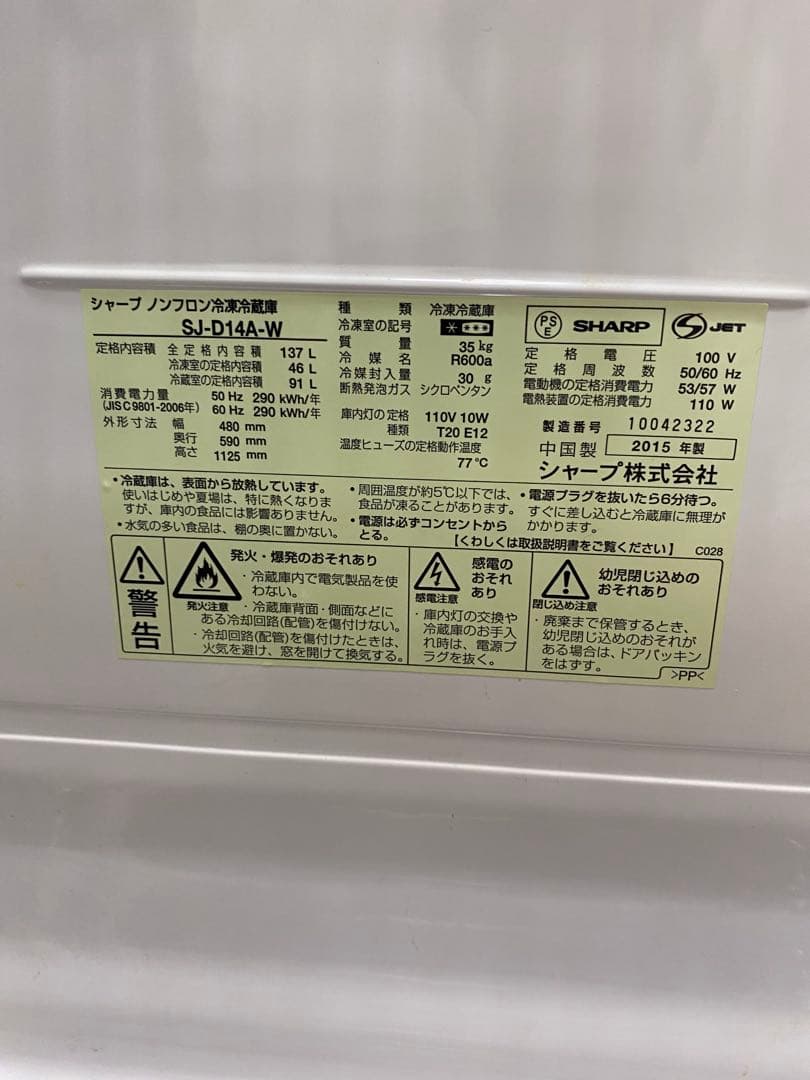 シャープ ノンフロン冷凍冷蔵庫
SJ-D14A-W
定格内容積 全定格内容積 137 L
冷凍室の定格内容積 46 L
冷蔵室の定格内容積 91 L
消費電力量 50 Hz 290 kWh/年
(JIS C 9801-2006年) 60 Hz 290 kWh/年
外形寸法 幅 480 mm
奥行 590 mm
高さ 1125 mm
種類 冷凍冷蔵庫
冷凍室の記号
質量 35 kg
冷媒名 R600a
冷媒封入量 30 g
断熱発泡ガス シクロペンタン
庫内灯の定格 110V 10W
種類 T20 E12
温度ヒューズの定格動作温度
77℃
PSE SHARP S JET
定格電圧 100 V
定格周波数 50/60 Hz
電動機の定格消費電力 53/57 W
電熱装置の定格消費電力 110 W
製造番号 10042322
中国製 2015 年製
シャープ株式会社
・冷蔵庫は、表面から放熱しています。
使いはじめや夏場は、特に熱くなりま
すが、庫内の食品には影響ありません。
・水気の多い食品は、棚の奥に置かない。
・周囲温度が約5℃以下では、
食品が凍ることがあります。
・電源は必ずコンセントから
とる。
・電源プラグを抜いたら6分待つ。
すぐに差し込むと冷蔵庫に無理が
かかります。
【くわしくは取扱説明書をご覧ください】 C028
警告
発火・爆発のおそれあり
発火注意
・冷蔵庫内で電気製品を使
わない。
・冷蔵庫背面・側面などに
ある冷却回路(配管)を傷付けない。
・冷却回路(配管)を傷付けたときは、
火気を避け、窓を開けて換気する。
感電の
おそれ
あり
感電注意
・庫内灯の交換や
冷蔵庫のお手入
れ時は、電源プ
ラグを抜く。
幼児閉じ込めの
おそれあり
閉じ込め注意
・廃棄まで保管するとき、
幼児閉じ込めのおそれが
ある場合は、ドアパッキン
をはずす。
>PP<